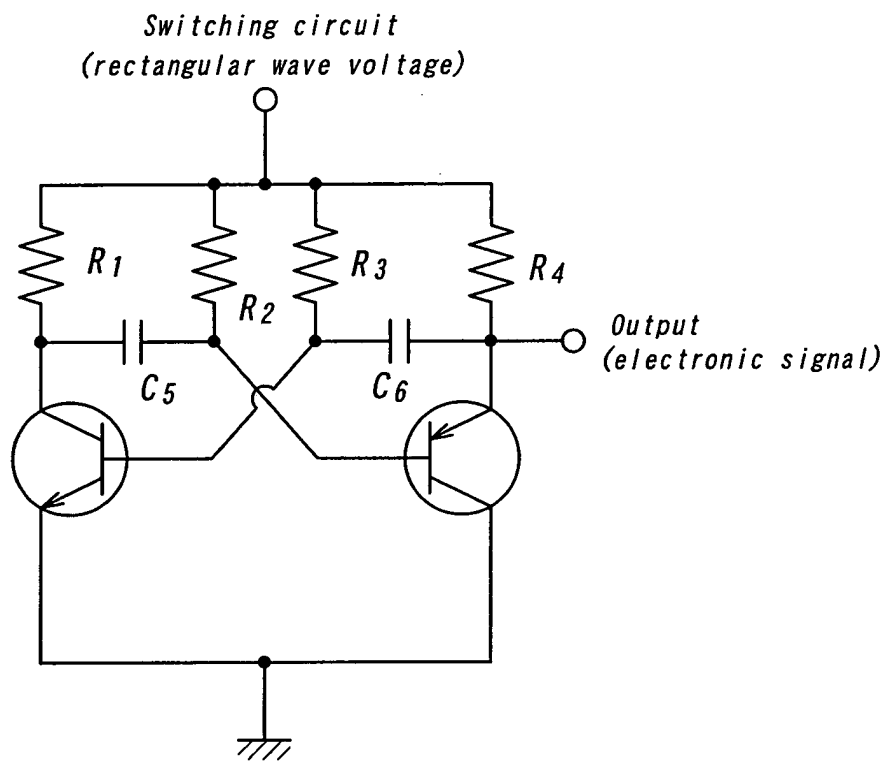 Switching circuit
(rectangular wave voltage)
R1
R2
R3
R4
Output
(electronic signal)
C5
C6